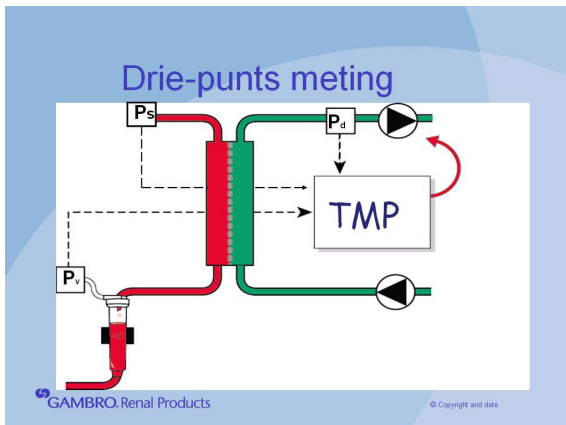 Drie-punts meting
Ps
Pd
TMP
Pv
GAMBRO. Renal Products
© Copyright and date